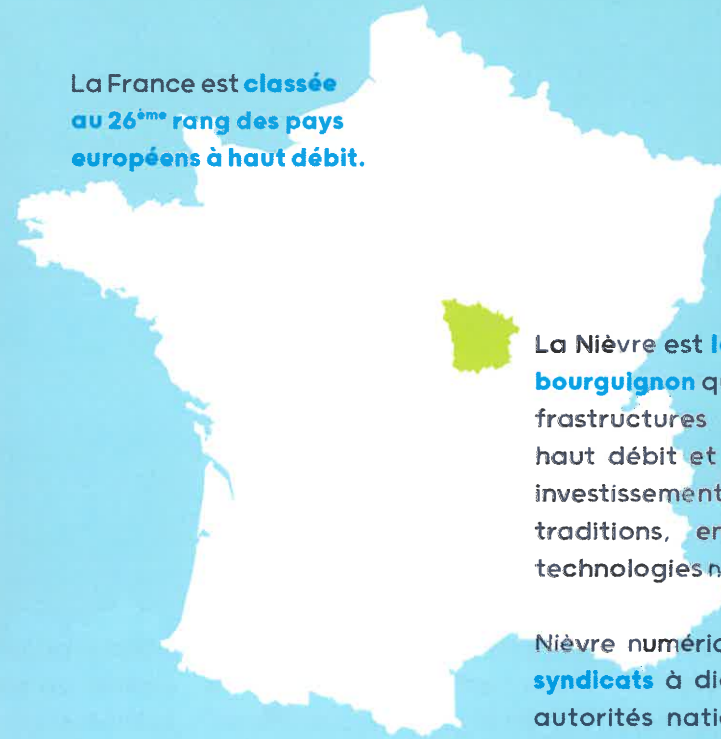 La France est classée
au 26ème rang des pays
européens à haut débit.
La Nièvre est
bourguignon
frastructures
haut débit et
investissement
traditions,
technologies
Nièvre
syndicats à
autorités